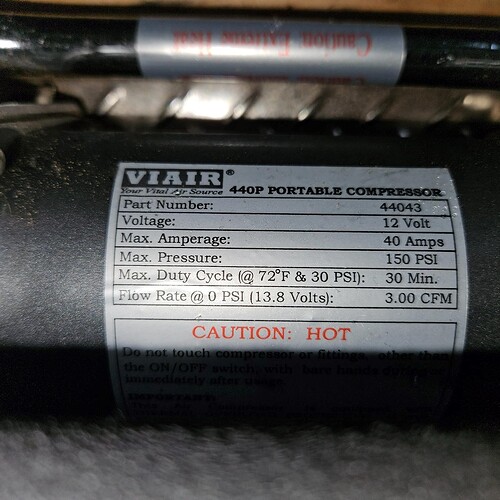 Caution Extreme Heat
VIAIR®
Your Vital Air Source 440P PORTABLE COMPRESSOR
Part Number: 44043
Voltage: 12 Volt
Max. Amperage: 40 Amps
Max. Pressure: 150 PSI
Max. Duty Cycle (@ 72°F & 30 PSI): 30 Min.
Flow Rate @ 0 PSI (13.8 Volts): 3.00 CFM
CAUTION: HOT
Do not touch compressor or fittings, other than
the ON/OFF switch, with bare hands during or
immediately after usage.
IMPORTANT: